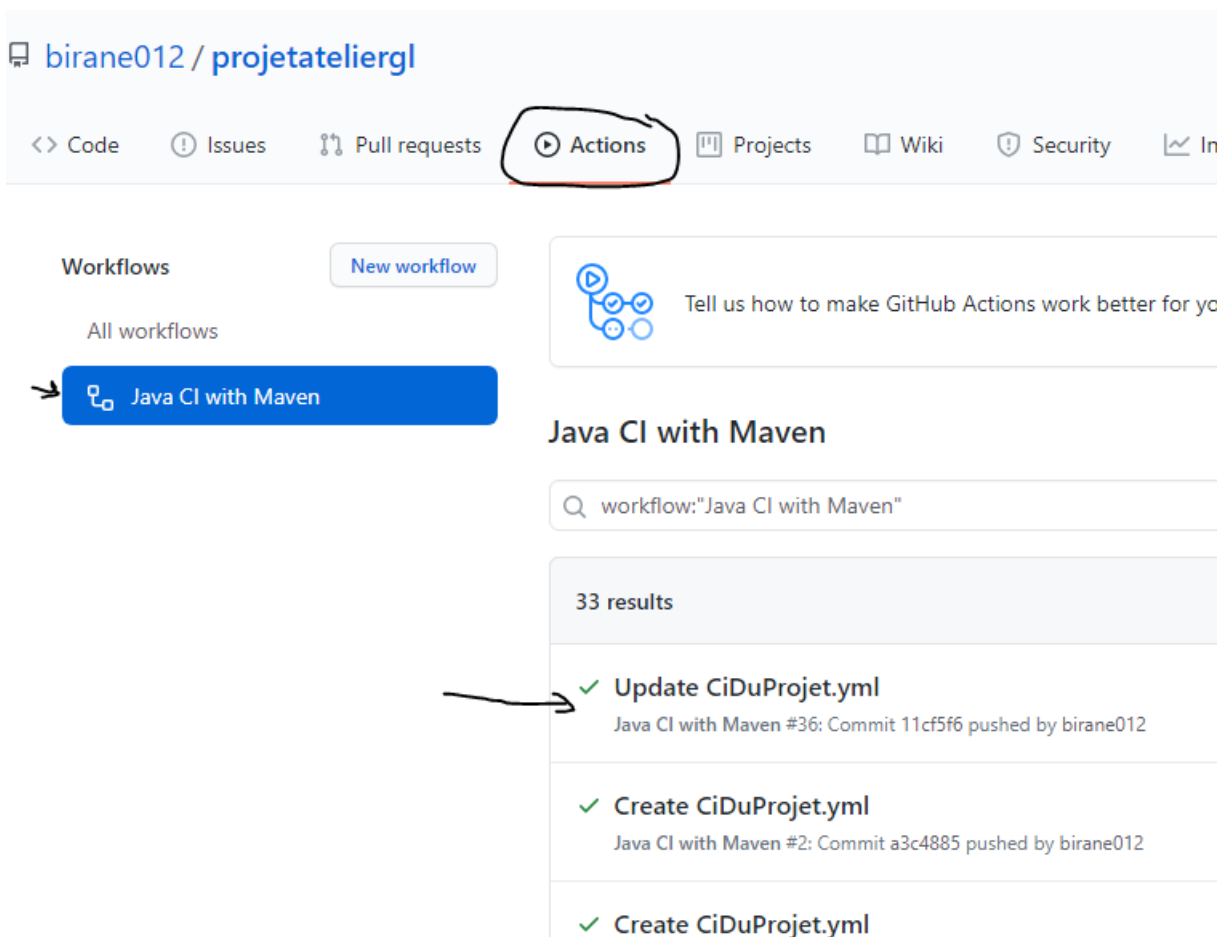 birane012 / projetateliergl
Code Issues Pull requests Actions Projects Wiki Security In
Workflows New workflow
All workflows
Java CI with Maven
Tell us how to make GitHub Actions work better for yo
Java CI with Maven
workflow:"Java CI with Maven"
33 results
Update CiDuProjet.yml
Java CI with Maven #36: Commit 11cf5f6 pushed by birane012
Create CiDuProjet.yml
Java CI with Maven #2: Commit a3c4885 pushed by birane012
Create CiDuProjet.yml